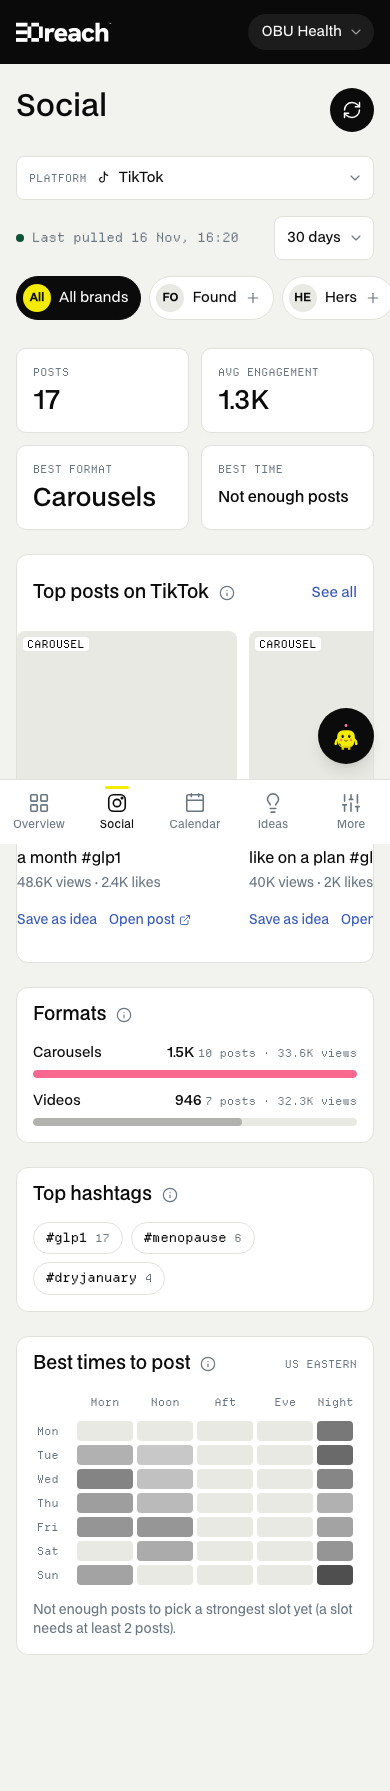 reach
OBU Health
Social
PLATFORM TikTok
Last pulled 16 Nov, 16:20
30 days
All All brands
FO Found +
HE Hers +
POSTS
17
AVG ENGAGEMENT
1.3K
BEST FORMAT
Carousels
BEST TIME
Not enough posts
Top posts on TikTok
See all
CAROUSEL
CAROUSEL
Overview
Social
Calendar
Ideas
More
a month #glp1
48.6K views · 2.4K likes
Save as idea Open post
like on a plan #gl
40K views · 2K likes
Save as idea Oper
Formats
Carousels 1.5K 10 posts · 33.6K views
Videos 946 7 posts · 32.3K views
Top hashtags
#glp1 17
#menopause 6
#dryjanuary 4
Best times to post
US EASTERN
Morn Noon Aft Eve Night
Mon
Tue
Wed
Thu
Fri
Sat
Sun
Not enough posts to pick a strongest slot yet (a slot
needs at least 2 posts).